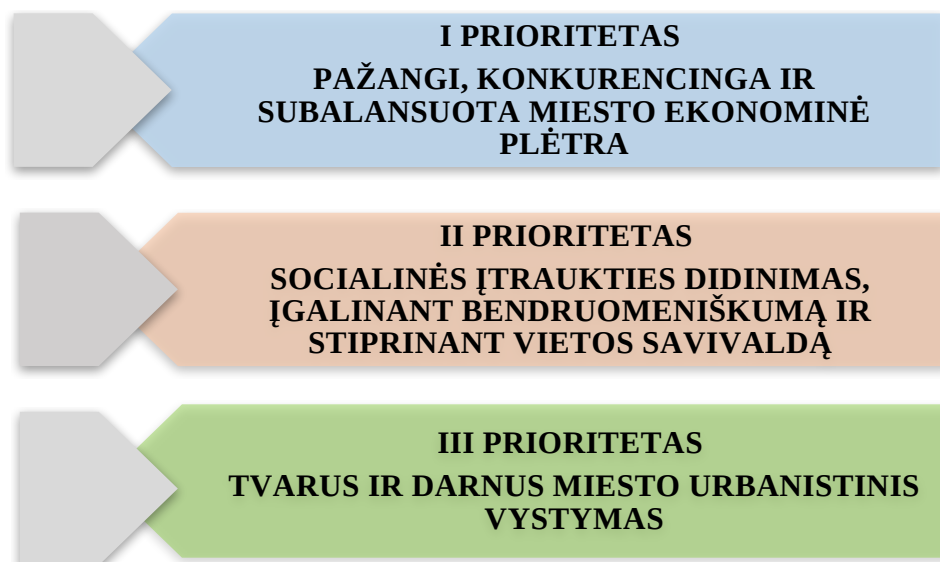 I PRIORITETAS
PAŽANGI, KONKURENCINGA IR
SUBALANSUOTA MIESTO EKONOMINĖ
PLĖTRA
II PRIORITETAS
SOCIALINĖS ĮTRAUKTIES DIDINIMAS,
ĮGALINANT BENDRUOMENIŠKUMĄ IR
STIPRINANT VIETOS SAVIVALDĄ
III PRIORITETAS
TVARUS IR DARNUS MIESTO URBANISTINIS
VYSTYMAS